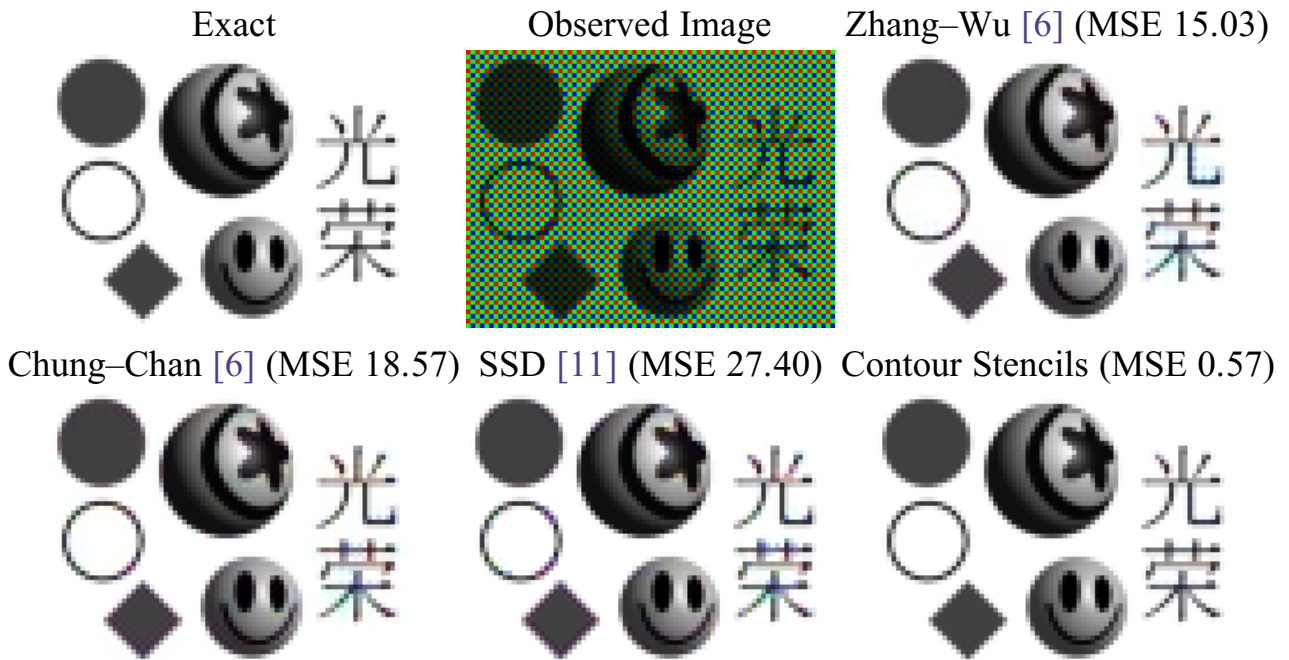 Exact
Observed Image
Zhang–Wu [6] (MSE 15.03)
光
荣
光
荣
光
荣
Chung–Chan [6] (MSE 18.57)
SSD [11] (MSE 27.40)
Contour Stencils (MSE 0.57)
光
荣
光
荣
光
荣